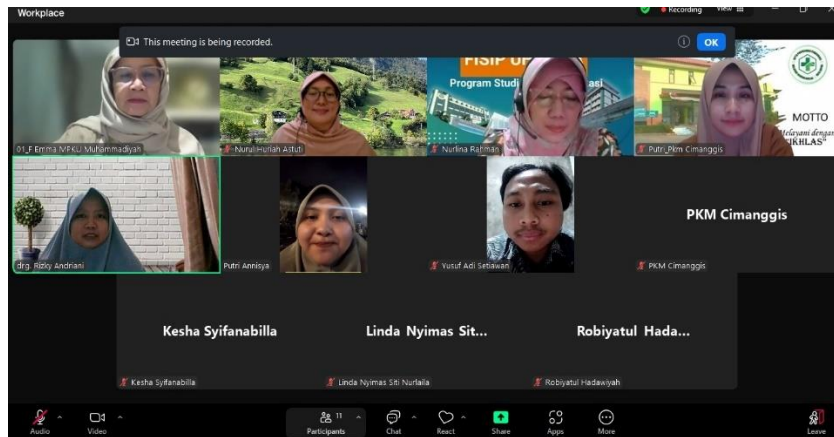 Workplace
Recording
View
This meeting is being recorded.
OK
FISIP
Program Studi
MOTTO
Melayani dengan
IKHLAS"
01_F Emma MPKU Muhammadiyah
Nurul Huriah Astuti
Nurlina Rahman
Putri_Pkm Cimanggis
drg. Rizky Andriani
Putri Annisya
Yusuf Adi Setiawan
PKM Cimanggis
PKM Cimanggis
Kesha Syifanabilla
Linda Nyimas Sit...
Robiyatul Hada...
Kesha Syifanabilla
Linda Nyimas Siti Nurlaila
Robiyatul Hadawiyah
Audio
Video
11
Participants
Chat
React
Share
Apps
More
Leave